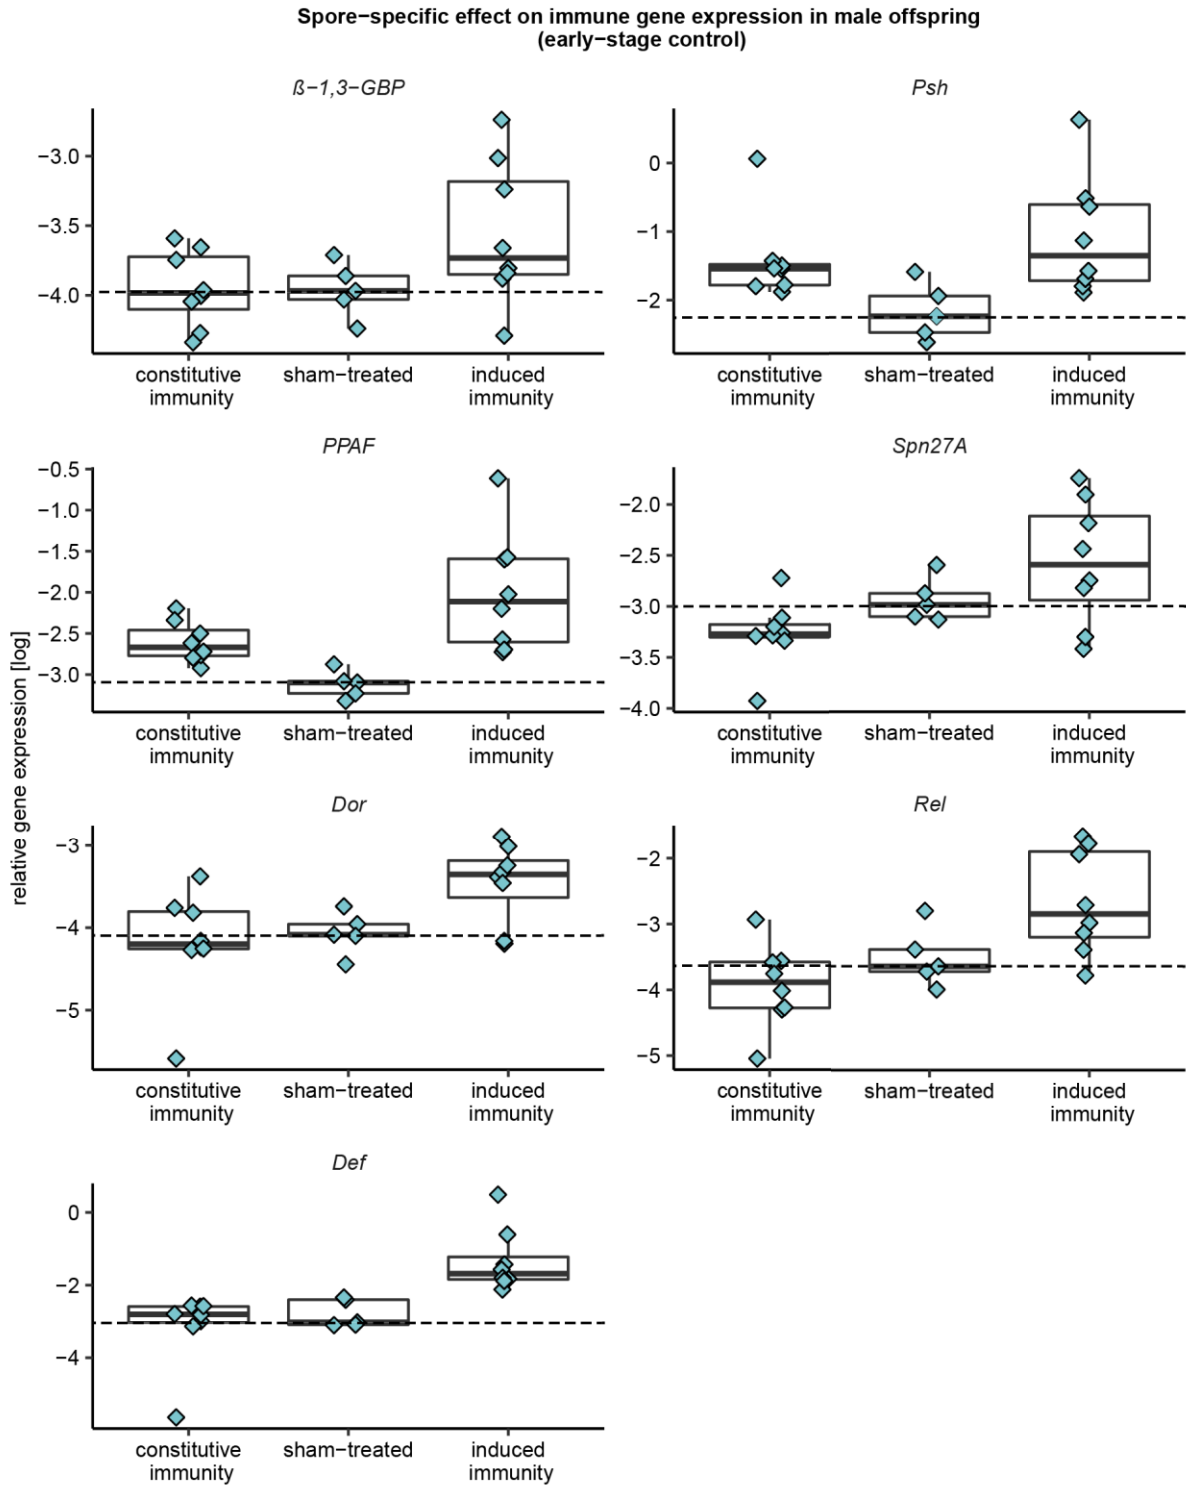 Spore−specific effect on immune gene expression in male offspring
(early−stage control)
ß−1,3−GBP
−3.0
−3.5
−4.0
constitutive immunity
sham−treated
induced immunity
Psh
0
−1
−2
constitutive immunity
sham−treated
induced immunity
PPAF
−0.5
−1.0
−1.5
−2.0
−2.5
−3.0
constitutive immunity
sham−treated
induced immunity
Spn27A
−2.0
−2.5
−3.0
−3.5
−4.0
constitutive immunity
sham−treated
induced immunity
relative gene expression [log]
Dor
−3
−4
−5
constitutive immunity
sham−treated
induced immunity
Rel
−2
−3
−4
−5
constitutive immunity
sham−treated
induced immunity
Def
0
−2
−4
constitutive immunity
sham−treated
induced immunity